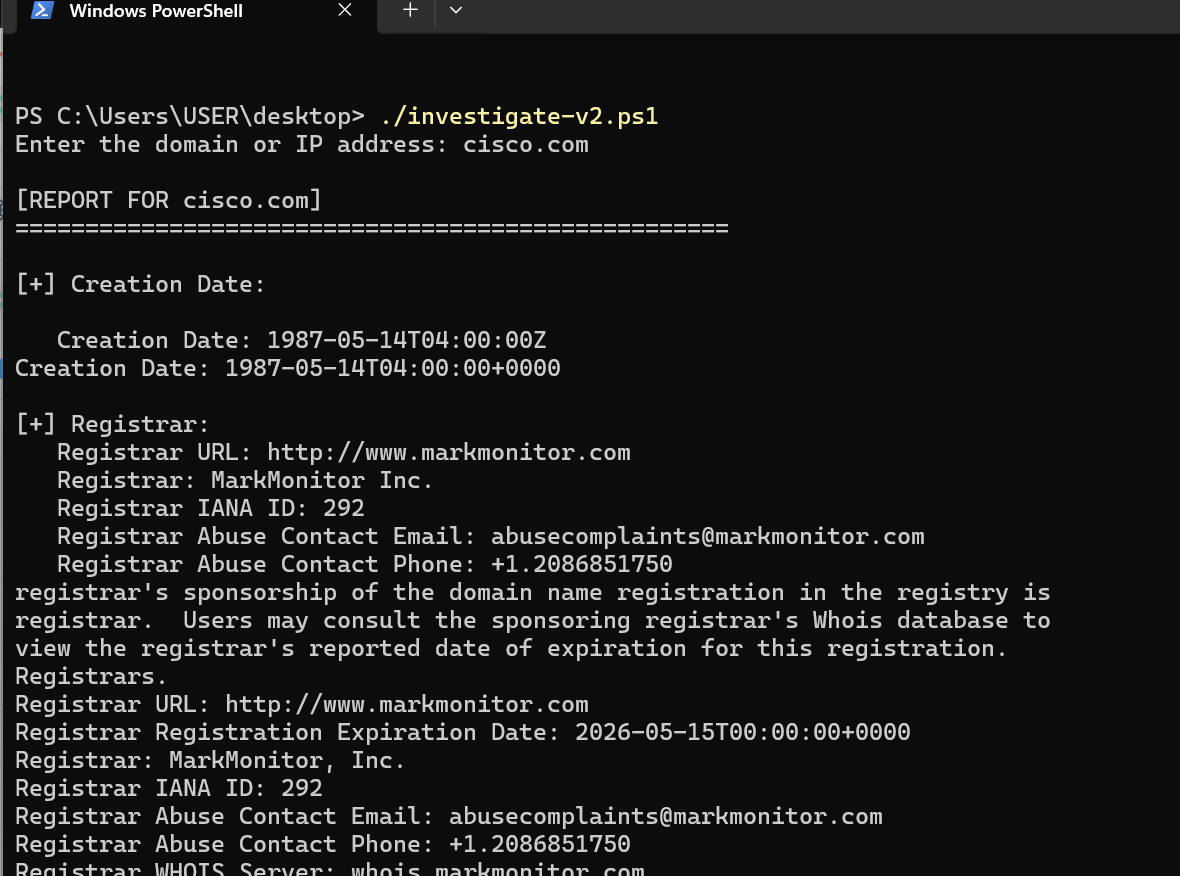 Windows PowerShell
PS C:\Users\USER\desktop> ./investigate-v2.ps1
Enter the domain or IP address: cisco.com
[REPORT FOR cisco.com]
===================================================
[+] Creation Date:
Creation Date: 1987-05-14T04:00:00Z
Creation Date: 1987-05-14T04:00:00+0000
[+] Registrar:
Registrar URL: http://www.markmonitor.com
Registrar: MarkMonitor Inc.
Registrar IANA ID: 292
Registrar Abuse Contact Email: abusecomplaints@markmonitor.com
Registrar Abuse Contact Phone: +1.2086851750
registrar's sponsorship of the domain name registration in the registry is
registrar.  Users may consult the sponsoring registrar's Whois database to
view the registrar's reported date of expiration for this registration.
Registrars.
Registrar URL: http://www.markmonitor.com
Registrar Registration Expiration Date: 2026-05-15T00:00:00+0000
Registrar: MarkMonitor, Inc.
Registrar IANA ID: 292
Registrar Abuse Contact Email: abusecomplaints@markmonitor.com
Registrar Abuse Contact Phone: +1.2086851750
Registrar WHOIS Server: whois.markmonitor.com